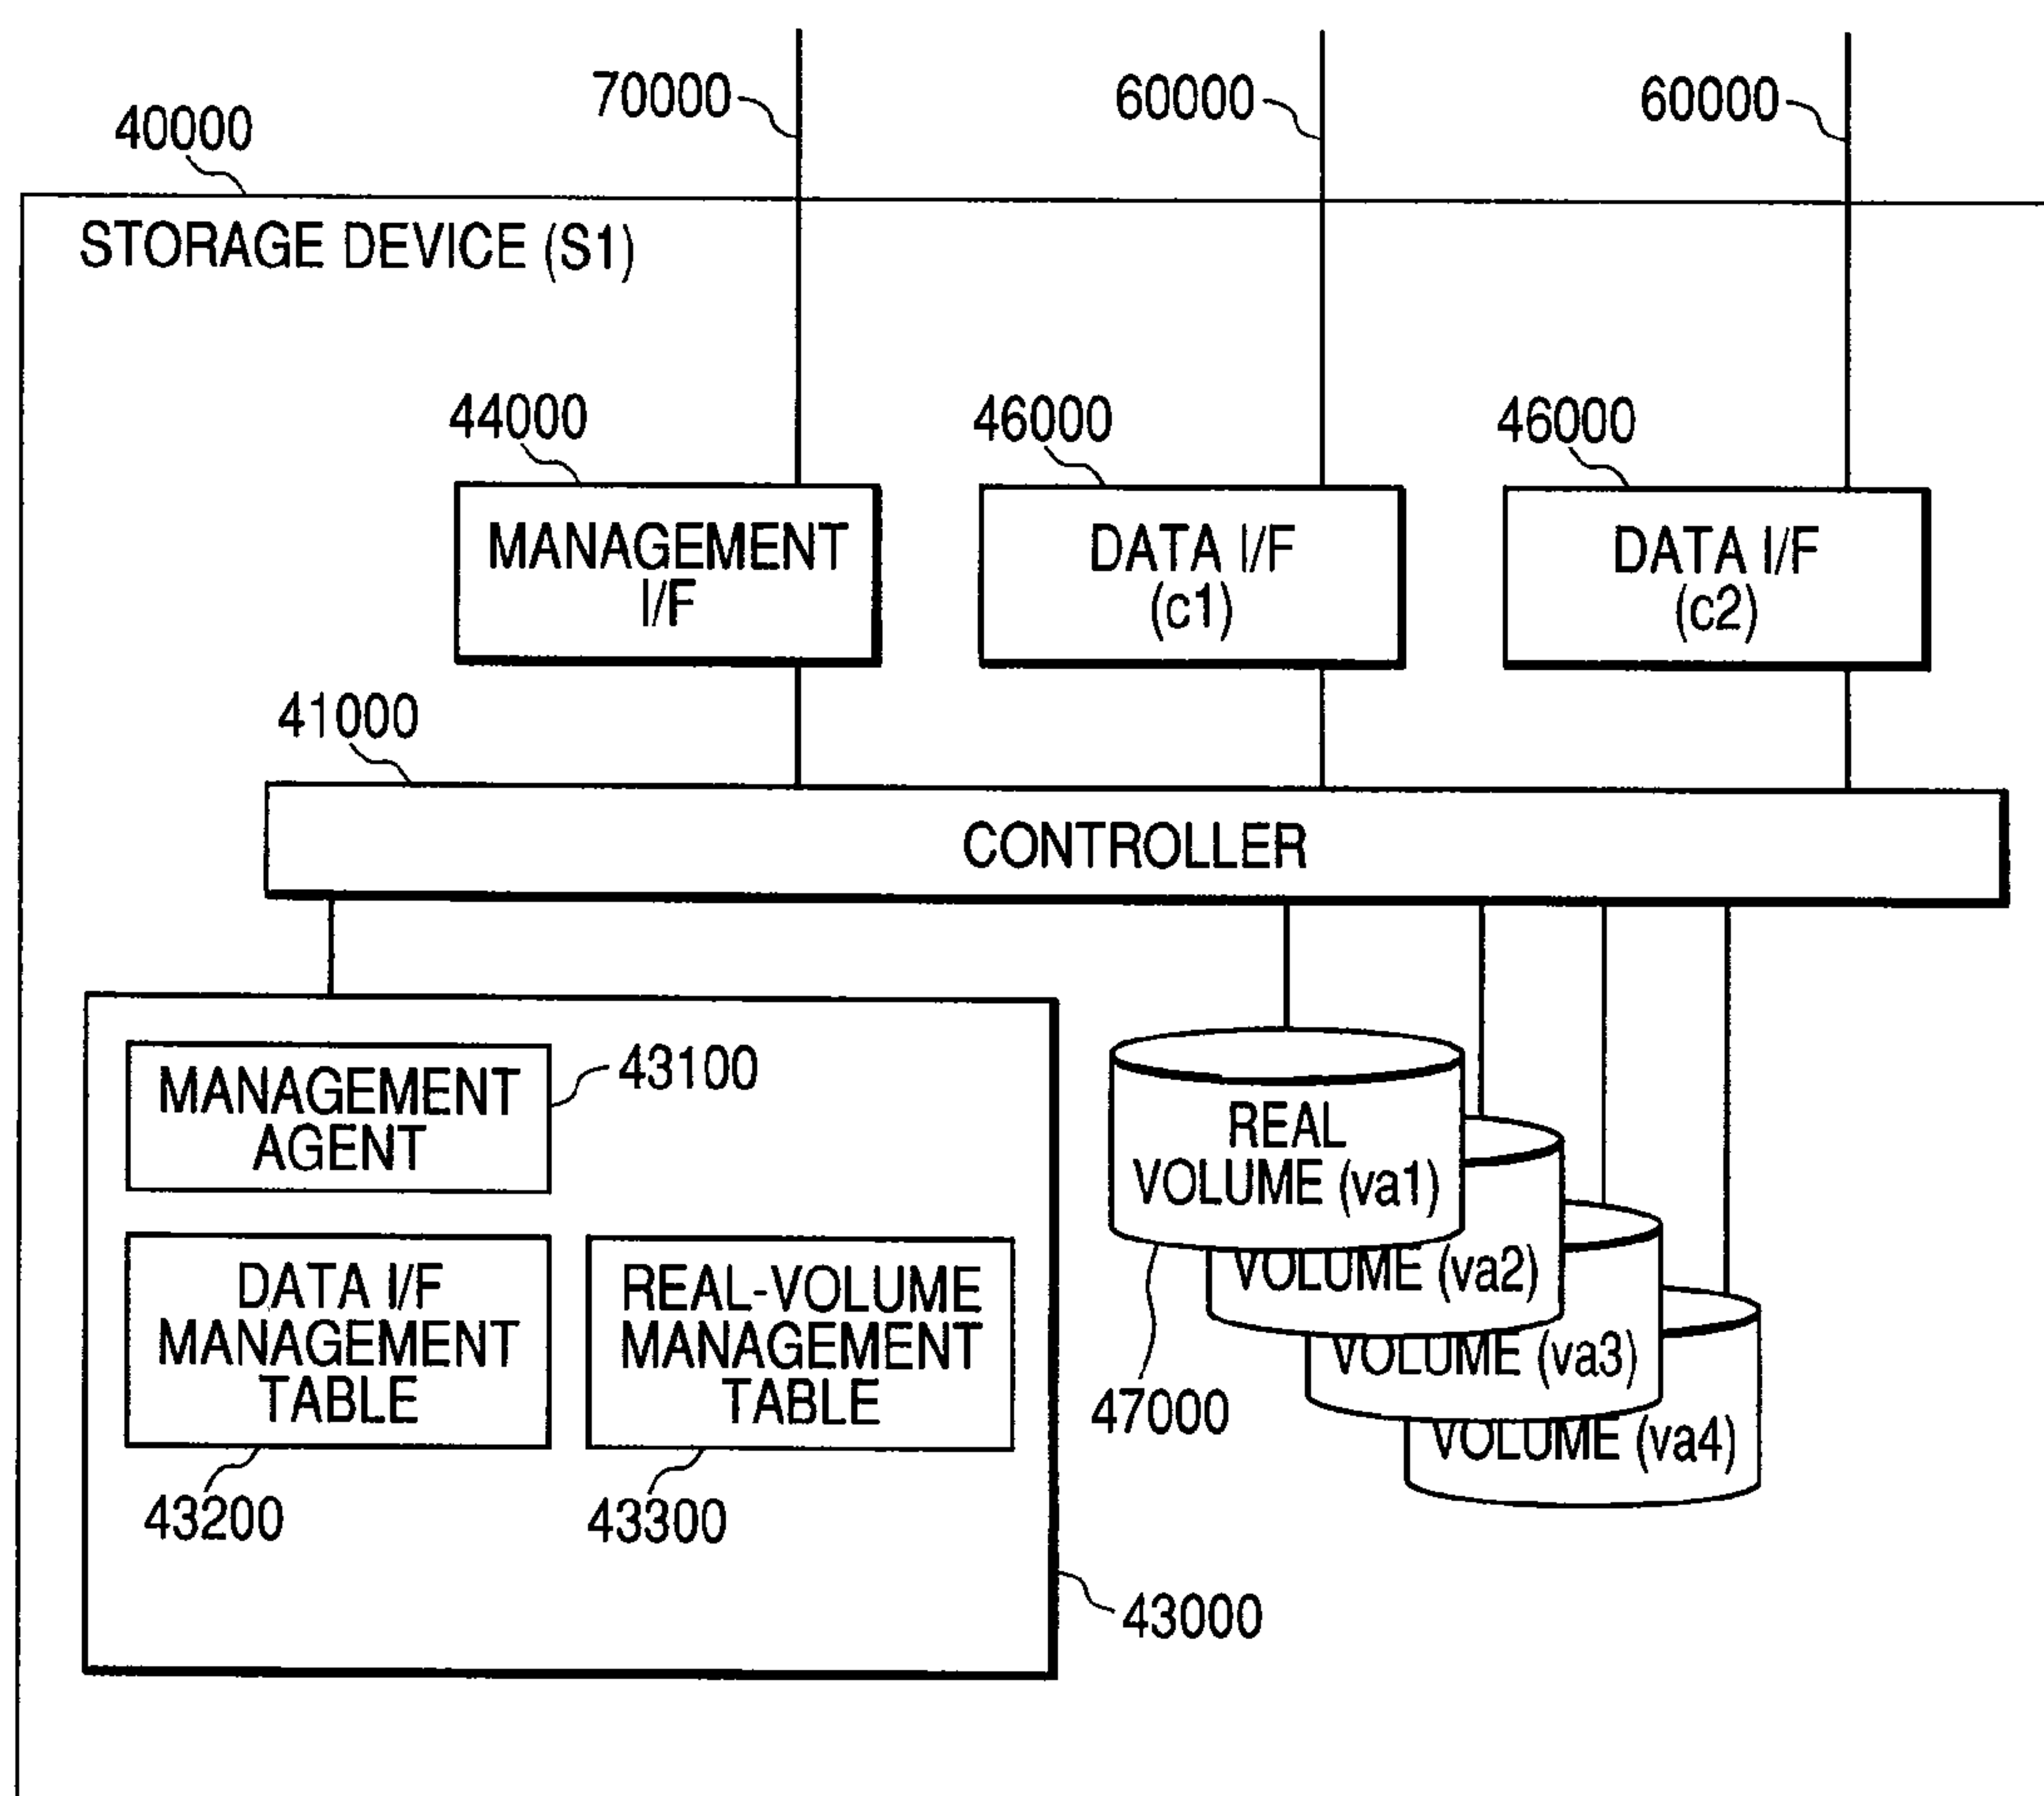 70000
60000
60000
40000
STORAGE DEVICE (S1)
44000
46000
46000
MANAGEMENT
I/F
DATA I/F
(c1)
DATA I/F
(c2)
41000
CONTROLLER
MANAGEMENT
AGENT
43100
DATA I/F
MANAGEMENT
TABLE
43200
REAL-VOLUME
MANAGEMENT
TABLE
43300
43000
REAL
VOLUME (va1)
VOLUME (va2)
VOLUME (va3)
VOLUME (va4)
47000